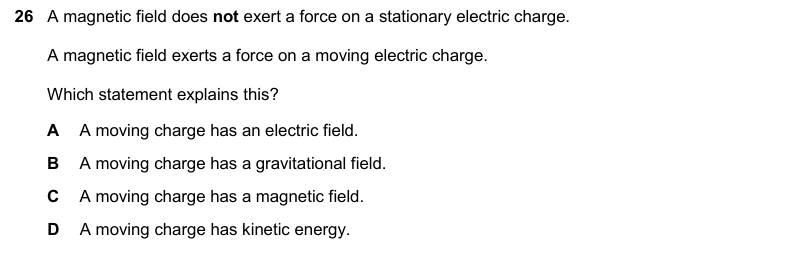 26 A magnetic field does not exert a force on a stationary electric charge.
A magnetic field exerts a force on a moving electric charge.
Which statement explains this?
A A moving charge has an electric field.
B A moving charge has a gravitational field.
C A moving charge has a magnetic field.
D A moving charge has kinetic energy.